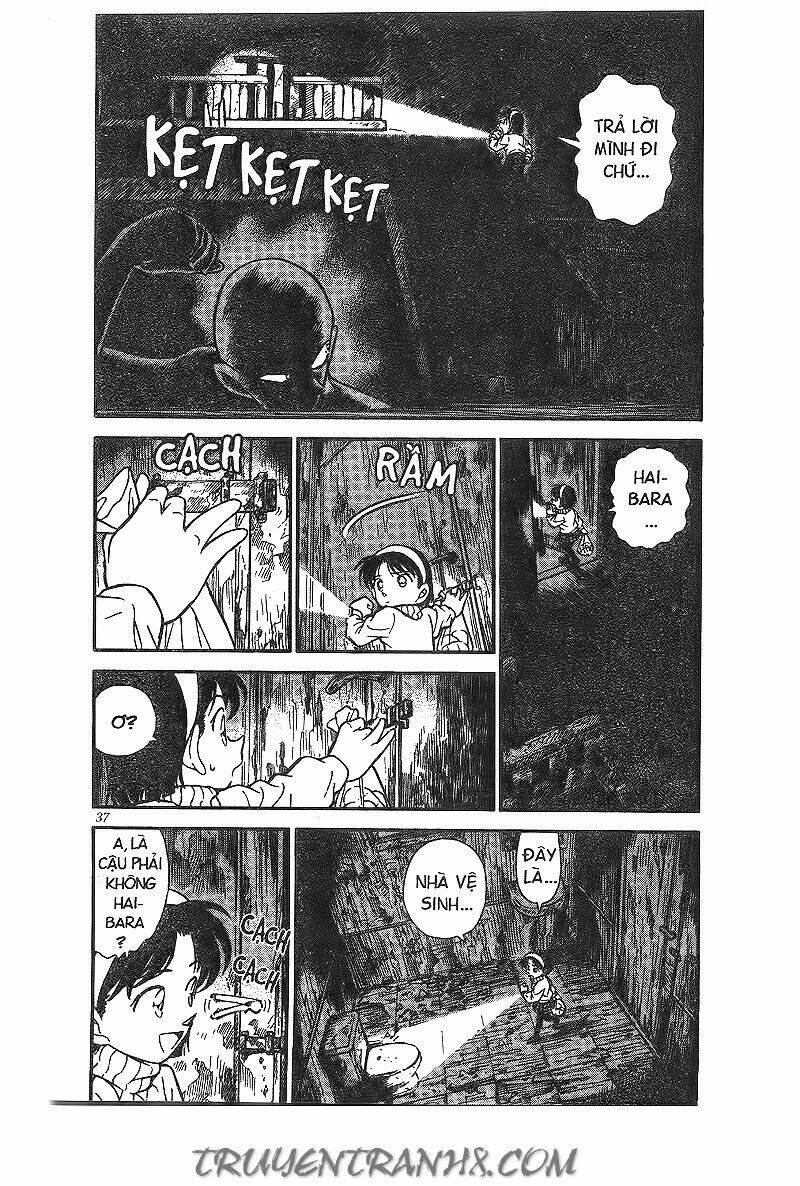 TRẢ LỜI
MÌNH ĐI
CHỨ...
KẸT KẸT KẸT
HAI-
BARA
...
RẦM
CẠCH
Ơ?
37
ĐÂY
LÀ...
NHÀ VỆ
SINH...
A, LÀ
CẬU PHẢI
KHÔNG
HAI-
BARA
?
CẠCH
CẠCH
TRUYENTRANH8.COM